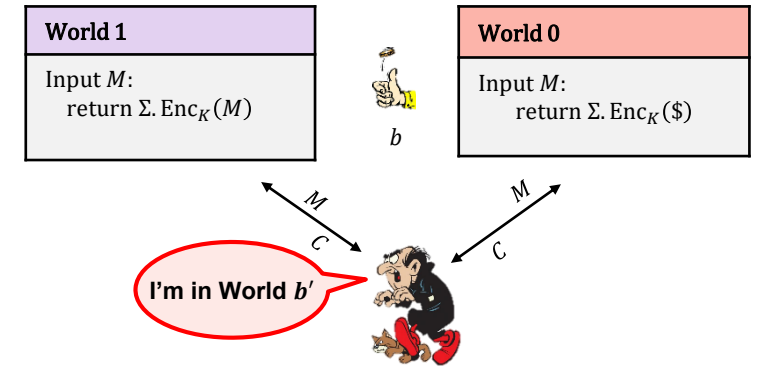 World 1
Input M:
return Σ. Enc_K(M)
World 0
Input M:
return Σ. Enc_K($)
b
M
C
M
C
I'm in World b′